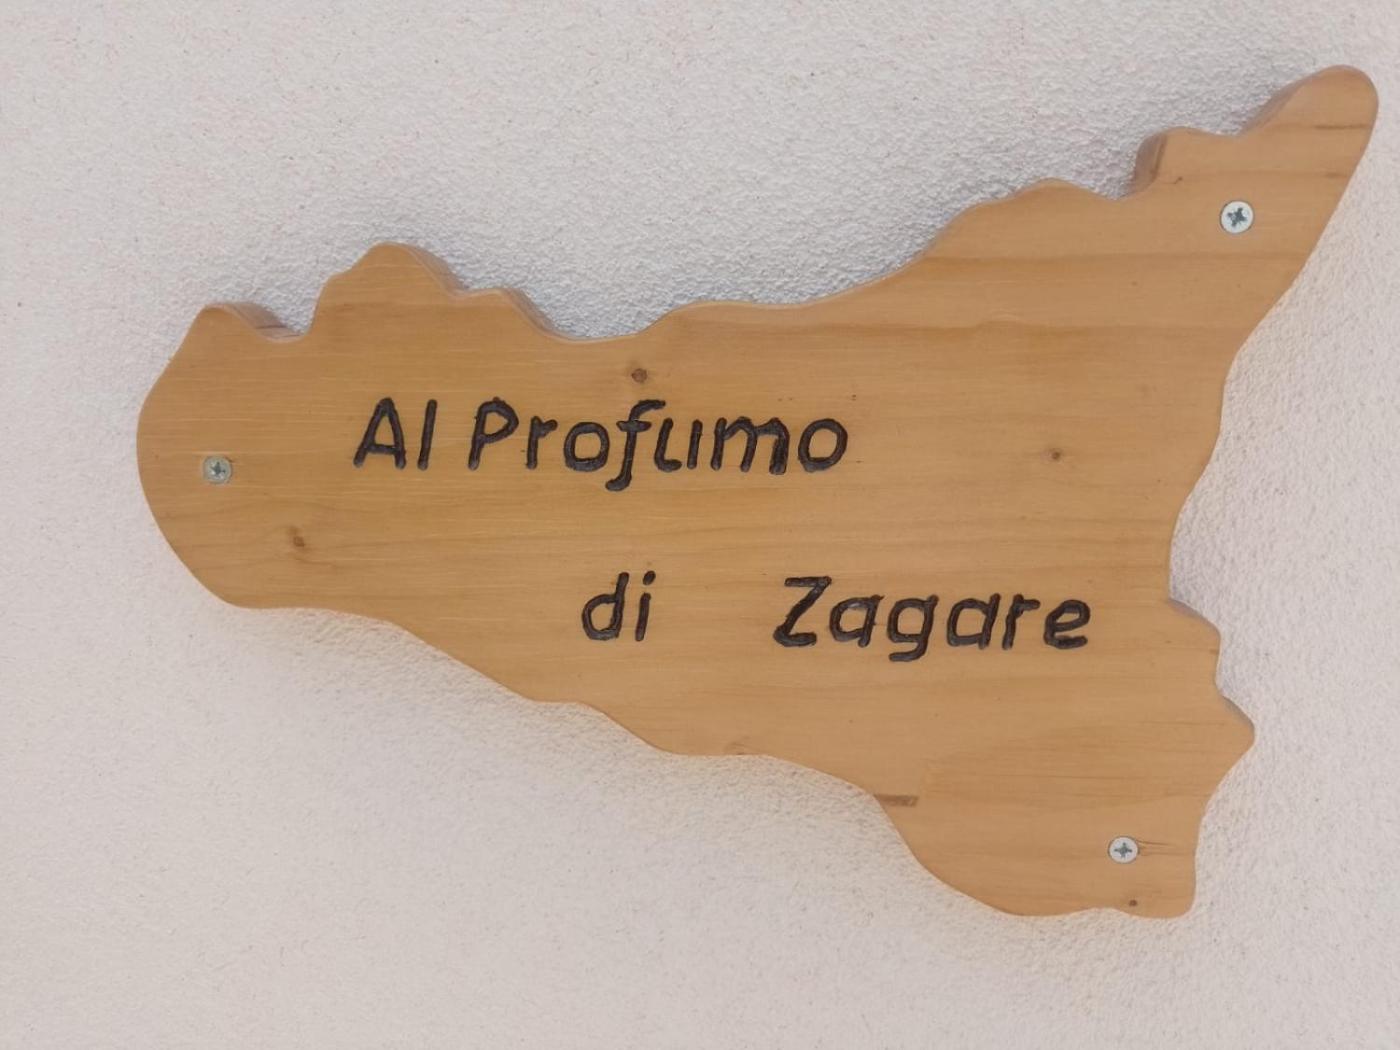 Al Profumo
di Zagare